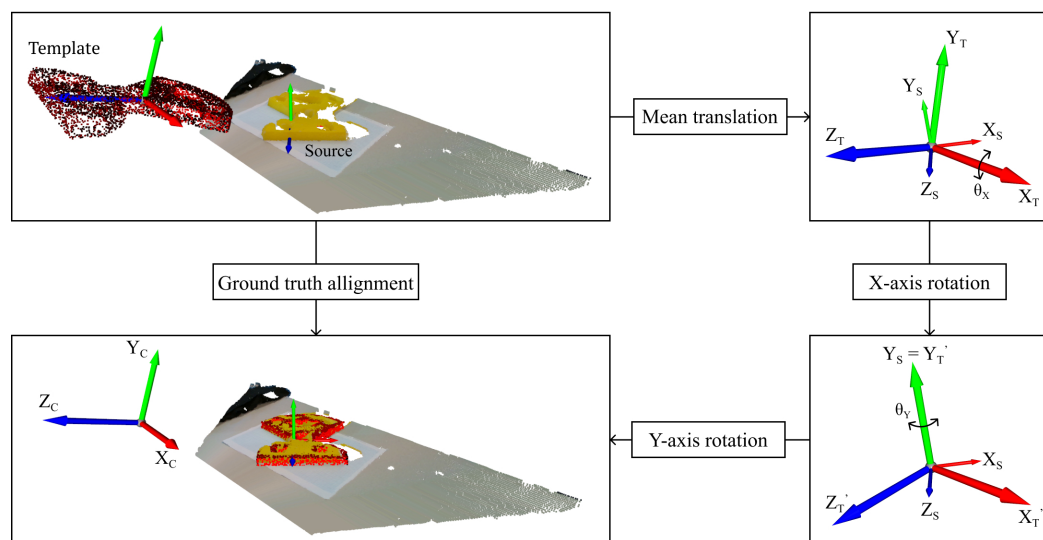 Template
Source
Mean translation
Y_T
Y_S
X_S
Z_T
Z_S
θ_X
X_T
Ground truth allignment
X-axis rotation
Y_C
Z_C
X_C
Y-axis rotation
Y_S = Y_T'
θ_Y
X_S
Z_T'
Z_S
X_T'